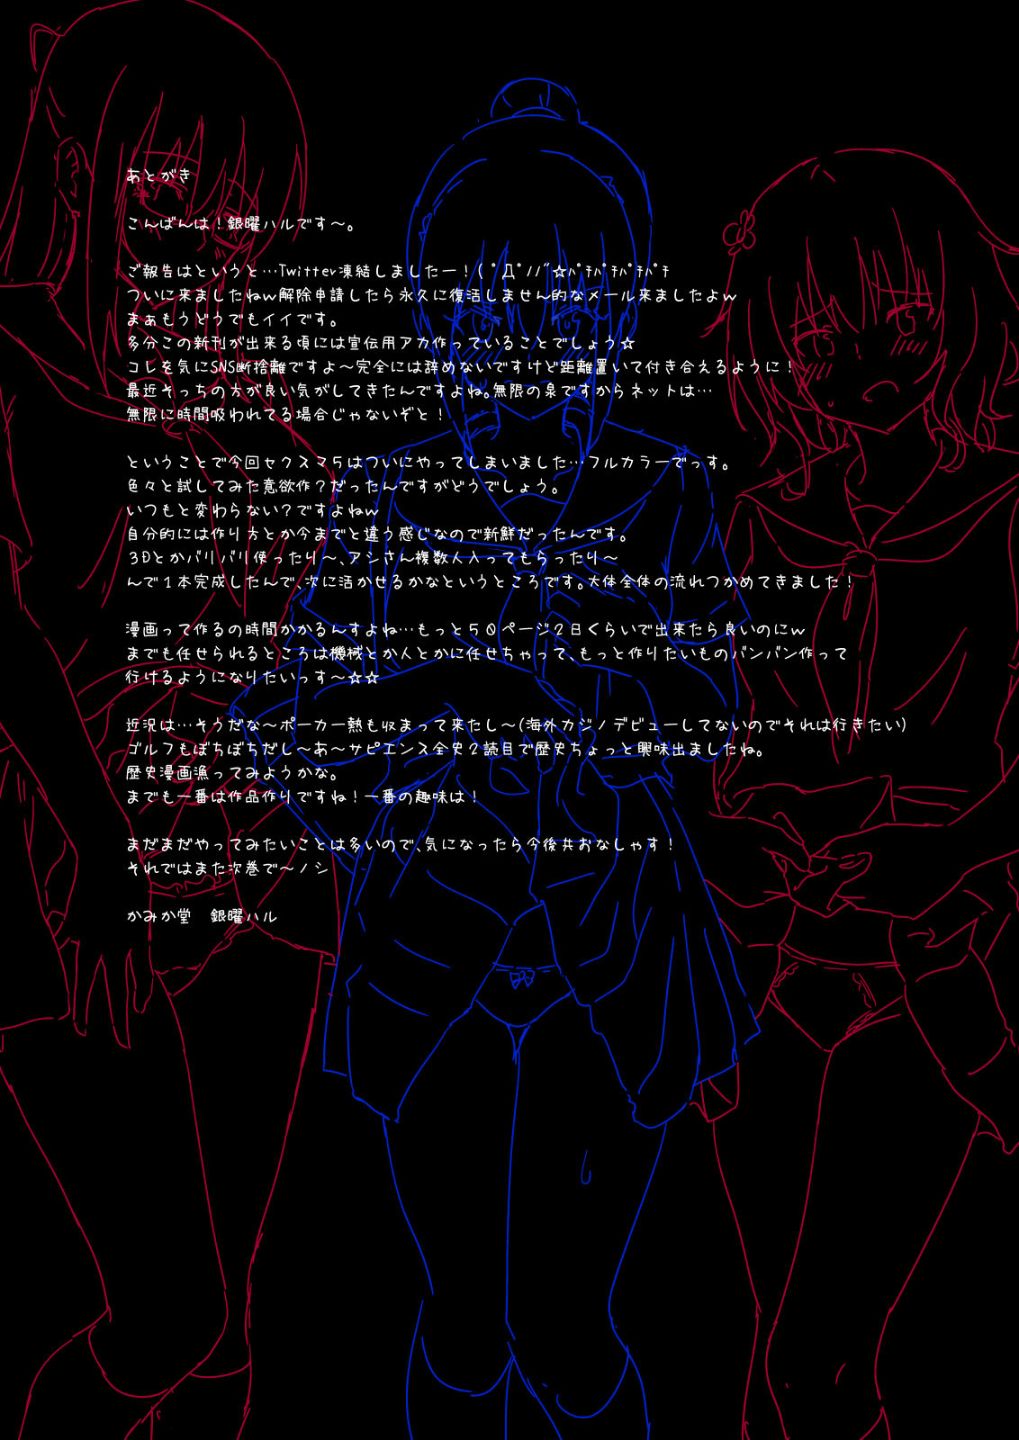 あとがき
こんばんは！銀曜ハルです～。
ご報告はというと…Twitter凍結しましたー！( ﾟДﾟ//゛☆ﾊﾟﾁﾊﾟﾁﾊﾟﾁﾊﾟﾁ
ついに来ましたねｗ解除申請したら永久に復活しません的なメール来ましたよｗ
まぁもうどうでもイイです。
多分この新刊が出来る頃には宣伝用アカ作っていることでしょう☆
コレを気にSNS断捨離ですよ～完全には辞めないですけど距離置いて付き合えるように！
最近そっちの方が良い気がしてきたんですよね。無限の泉ですからネットは…
無限に時間吸われてる場合じゃないぞと！
ということで今回セクスマ５はついにやってしまいました…フルカラーでっす。
色々と試してみた意欲作？だったんですがどうでしょう。
いつもと変わらない？ですよねｗ
自分的には作り方とか今までと違う感じなので新鮮だったんです。
３Dとかバリバリ使ったり～、アシさん複数人入ってもらったり～
んで１本完成したんで、次に活かせるかなというところです。大体全体の流れつかめてきました！
漫画って作るの時間かかるんすよね…もっと５０ページ２日くらいで出来たら良いのにｗ
までも任せられるところは機械とか人とかに任せちゃって、もっと作りたいものバンバン作って
行けるようになりたいっす～☆☆
近況は…そうだな～ポーカー熱も収まって来たし～(海外カジノデビューしてないのでそれは行きたい)
ゴルフもぼちぼちだし～あ～サピエンス全史２読目で歴史ちょっと興味出ましたね。
歴史漫画漁ってみようかな。
までも一番は作品作りですね！一番の趣味は！
まだまだやってみたいことは多いので、気になったら今後共おなしゃす！
それではまた次巻で～ノシ
かみか堂　銀曜ハル